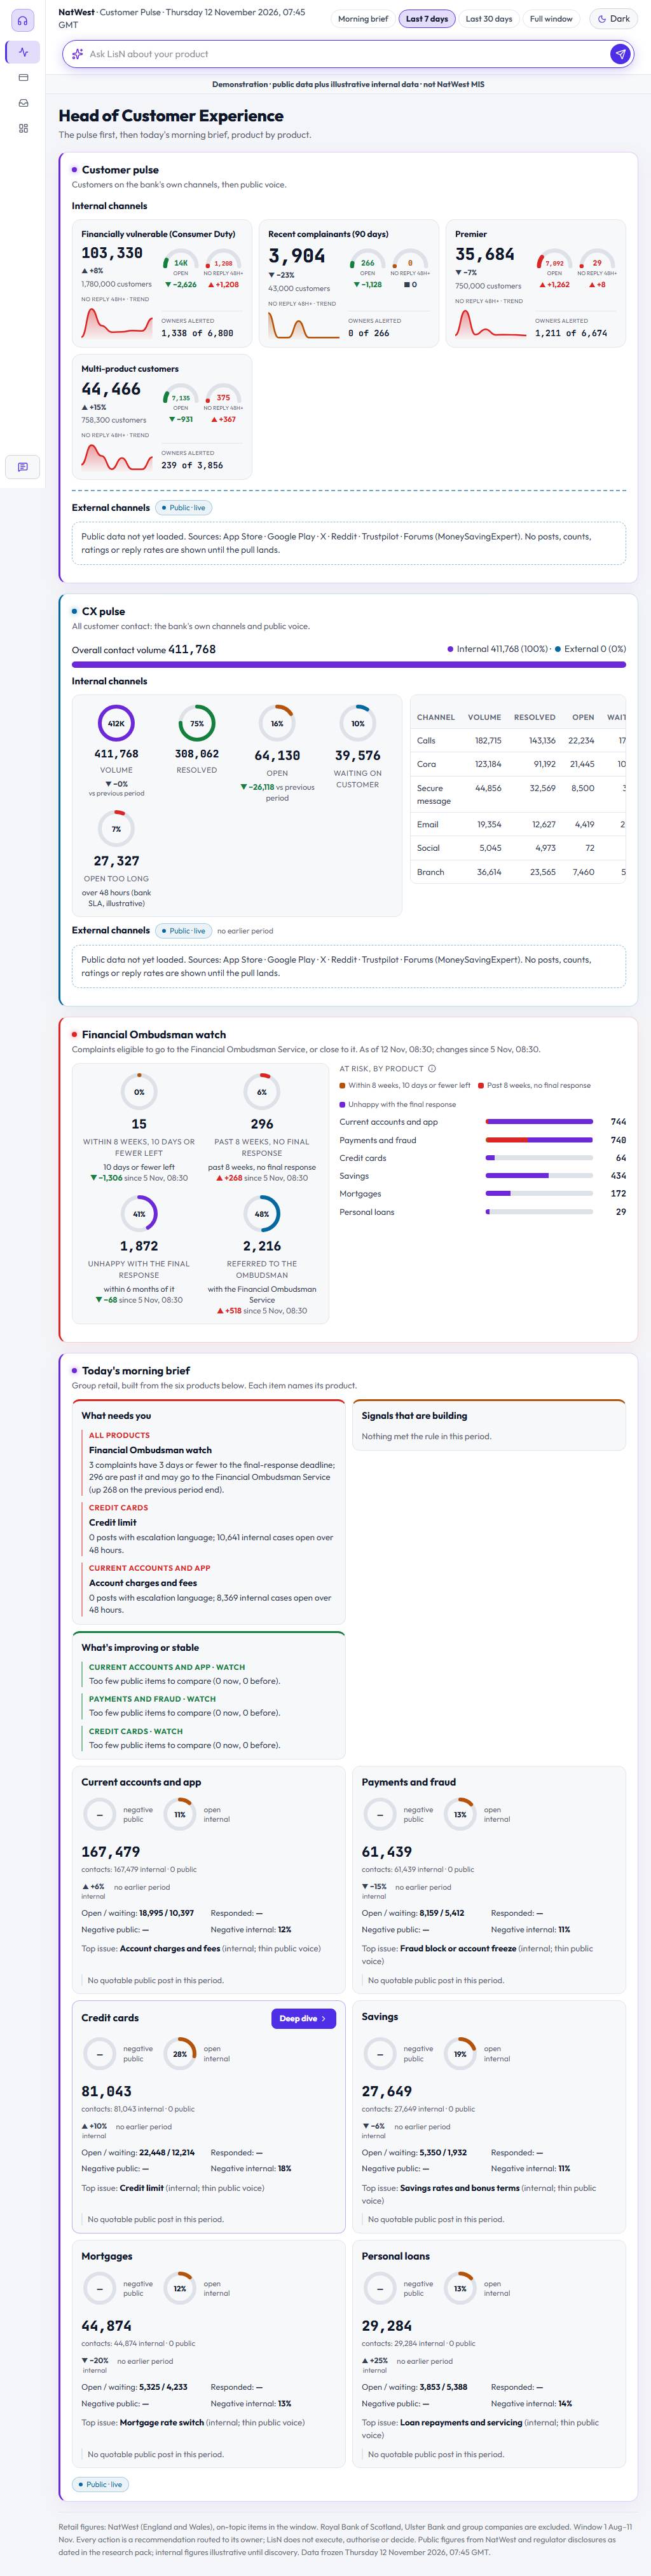 NatWest · Customer Pulse · Thursday 12 November 2026, 07:45 GMT
Morning brief
Last 7 days
Last 30 days
Full window
Dark
Ask LisN about your product
Demonstration · public data plus illustrative internal data · not NatWest MIS
Head of Customer Experience
The pulse first, then today's morning brief, product by product.
Customer pulse
Customers on the bank's own channels, then public voice.
Internal channels
Financially vulnerable (Consumer Duty)
103,330
▲ +8%
1,780,000 customers
14K
OPEN
▼ −2,626
1,208
NO REPLY 48H+
▲ +1,208
NO REPLY 48H+ · TREND
OWNERS ALERTED
1,338 of 6,800
Recent complainants (90 days)
3,904
▼ −23%
43,000 customers
266
OPEN
▼ −1,128
0
NO REPLY 48H+
■ 0
NO REPLY 48H+ · TREND
OWNERS ALERTED
0 of 266
Premier
35,684
▼ −7%
750,000 customers
7,092
OPEN
▲ +1,262
29
NO REPLY 48H+
▲ +8
NO REPLY 48H+ · TREND
OWNERS ALERTED
1,211 of 6,674
Multi-product customers
44,466
▲ +15%
758,300 customers
7,135
OPEN
▼ −931
375
NO REPLY 48H+
▲ +367
NO REPLY 48H+ · TREND
OWNERS ALERTED
239 of 3,856
External channels
Public · live
Public data not yet loaded. Sources: App Store · Google Play · X · Reddit · Trustpilot · Forums (MoneySavingExpert). No posts, counts,
ratings or reply rates are shown until the pull lands.
CX pulse
All customer contact: the bank's own channels and public voice.
Overall contact volume 411,768
Internal 411,768 (100%) · External 0 (0%)
Internal channels
412K
411,768
VOLUME
▼ −0%
vs previous period
75%
308,062
RESOLVED
16%
64,130
OPEN
▼ −26,118 vs previous
period
10%
39,576
WAITING ON
CUSTOMER
7%
27,327
OPEN TOO LONG
over 48 hours (bank
SLA, illustrative)
CHANNEL VOLUME RESOLVED OPEN WAIT
Calls 182,715 143,136 22,234 17
Cora 123,184 91,192 21,445 10
Secure
message 44,856 32,569 8,500 3
Email 19,354 12,627 4,419 2
Social 5,045 4,973 72
Branch 36,614 23,565 7,460 5
External channels
Public · live
no earlier period
Public data not yet loaded. Sources: App Store · Google Play · X · Reddit · Trustpilot · Forums (MoneySavingExpert). No posts, counts,
ratings or reply rates are shown until the pull lands.
Financial Ombudsman watch
Complaints eligible to go to the Financial Ombudsman Service, or close to it. As of 12 Nov, 08:30; changes since 5 Nov, 08:30.
0%
15
WITHIN 8 WEEKS, 10 DAYS OR
FEWER LEFT
10 days or fewer left
▼ −1,306 since 5 Nov, 08:30
6%
296
PAST 8 WEEKS, NO FINAL
RESPONSE
past 8 weeks, no final response
▲ +268 since 5 Nov, 08:30
41%
1,872
UNHAPPY WITH THE FINAL
RESPONSE
within 6 months of it
▼ −68 since 5 Nov, 08:30
48%
2,216
REFERRED TO THE
OMBUDSMAN
with the Financial Ombudsman
Service
▲ +518 since 5 Nov, 08:30
AT RISK, BY PRODUCT
Within 8 weeks, 10 days or fewer left
Past 8 weeks, no final response
Unhappy with the final response
Current accounts and app 744
Payments and fraud 740
Credit cards 64
Savings 434
Mortgages 172
Personal loans 29
Today's morning brief
Group retail, built from the six products below. Each item names its product.
What needs you
ALL PRODUCTS
Financial Ombudsman watch
3 complaints have 3 days or fewer to the final-response deadline;
296 are past it and may go to the Financial Ombudsman Service
(up 268 on the previous period end).
CREDIT CARDS
Credit limit
0 posts with escalation language; 10,641 internal cases open over
48 hours.
CURRENT ACCOUNTS AND APP
Account charges and fees
0 posts with escalation language; 8,369 internal cases open over
48 hours.
Signals that are building
Nothing met the rule in this period.
What's improving or stable
CURRENT ACCOUNTS AND APP · WATCH
Too few public items to compare (0 now, 0 before).
PAYMENTS AND FRAUD · WATCH
Too few public items to compare (0 now, 0 before).
CREDIT CARDS · WATCH
Too few public items to compare (0 now, 0 before).
Current accounts and app
–
negative
public
11%
open
internal
167,479
contacts: 167,479 internal · 0 public
▲ +6%
internal
no earlier period
Open / waiting: 18,995 / 10,397
Responded: —
Negative public: —
Negative internal: 12%
Top issue: Account charges and fees (internal; thin public voice)
No quotable public post in this period.
Payments and fraud
–
negative
public
13%
open
internal
61,439
contacts: 61,439 internal · 0 public
▼ −15%
internal
no earlier period
Open / waiting: 8,159 / 5,412
Responded: —
Negative public: —
Negative internal: 11%
Top issue: Fraud block or account freeze (internal; thin public
voice)
No quotable public post in this period.
Credit cards
Deep dive
–
negative
public
28%
open
internal
81,043
contacts: 81,043 internal · 0 public
▲ +10%
internal
no earlier period
Open / waiting: 22,448 / 12,214
Responded: —
Negative public: —
Negative internal: 18%
Top issue: Credit limit (internal; thin public voice)
No quotable public post in this period.
Savings
–
negative
public
19%
open
internal
27,649
contacts: 27,649 internal · 0 public
▼ −6%
internal
no earlier period
Open / waiting: 5,350 / 1,932
Responded: —
Negative public: —
Negative internal: 11%
Top issue: Savings rates and bonus terms (internal; thin public
voice)
No quotable public post in this period.
Mortgages
–
negative
public
12%
open
internal
44,874
contacts: 44,874 internal · 0 public
▼ −20%
internal
no earlier period
Open / waiting: 5,325 / 4,233
Responded: —
Negative public: —
Negative internal: 13%
Top issue: Mortgage rate switch (internal; thin public voice)
No quotable public post in this period.
Personal loans
–
negative
public
13%
open
internal
29,284
contacts: 29,284 internal · 0 public
▲ +25%
internal
no earlier period
Open / waiting: 3,853 / 5,388
Responded: —
Negative public: —
Negative internal: 14%
Top issue: Loan repayments and servicing (internal; thin public
voice)
No quotable public post in this period.
Public · live
Retail figures: NatWest (England and Wales), on-topic items in the window. Royal Bank of Scotland, Ulster Bank and group companies are excluded. Window 1 Aug–11
Nov. Every action is a recommendation routed to its owner; LisN does not execute, authorise or decide. Public figures from NatWest and regulator disclosures as
dated in the research pack; internal figures illustrative until discovery. Data frozen Thursday 12 November 2026, 07:45 GMT.